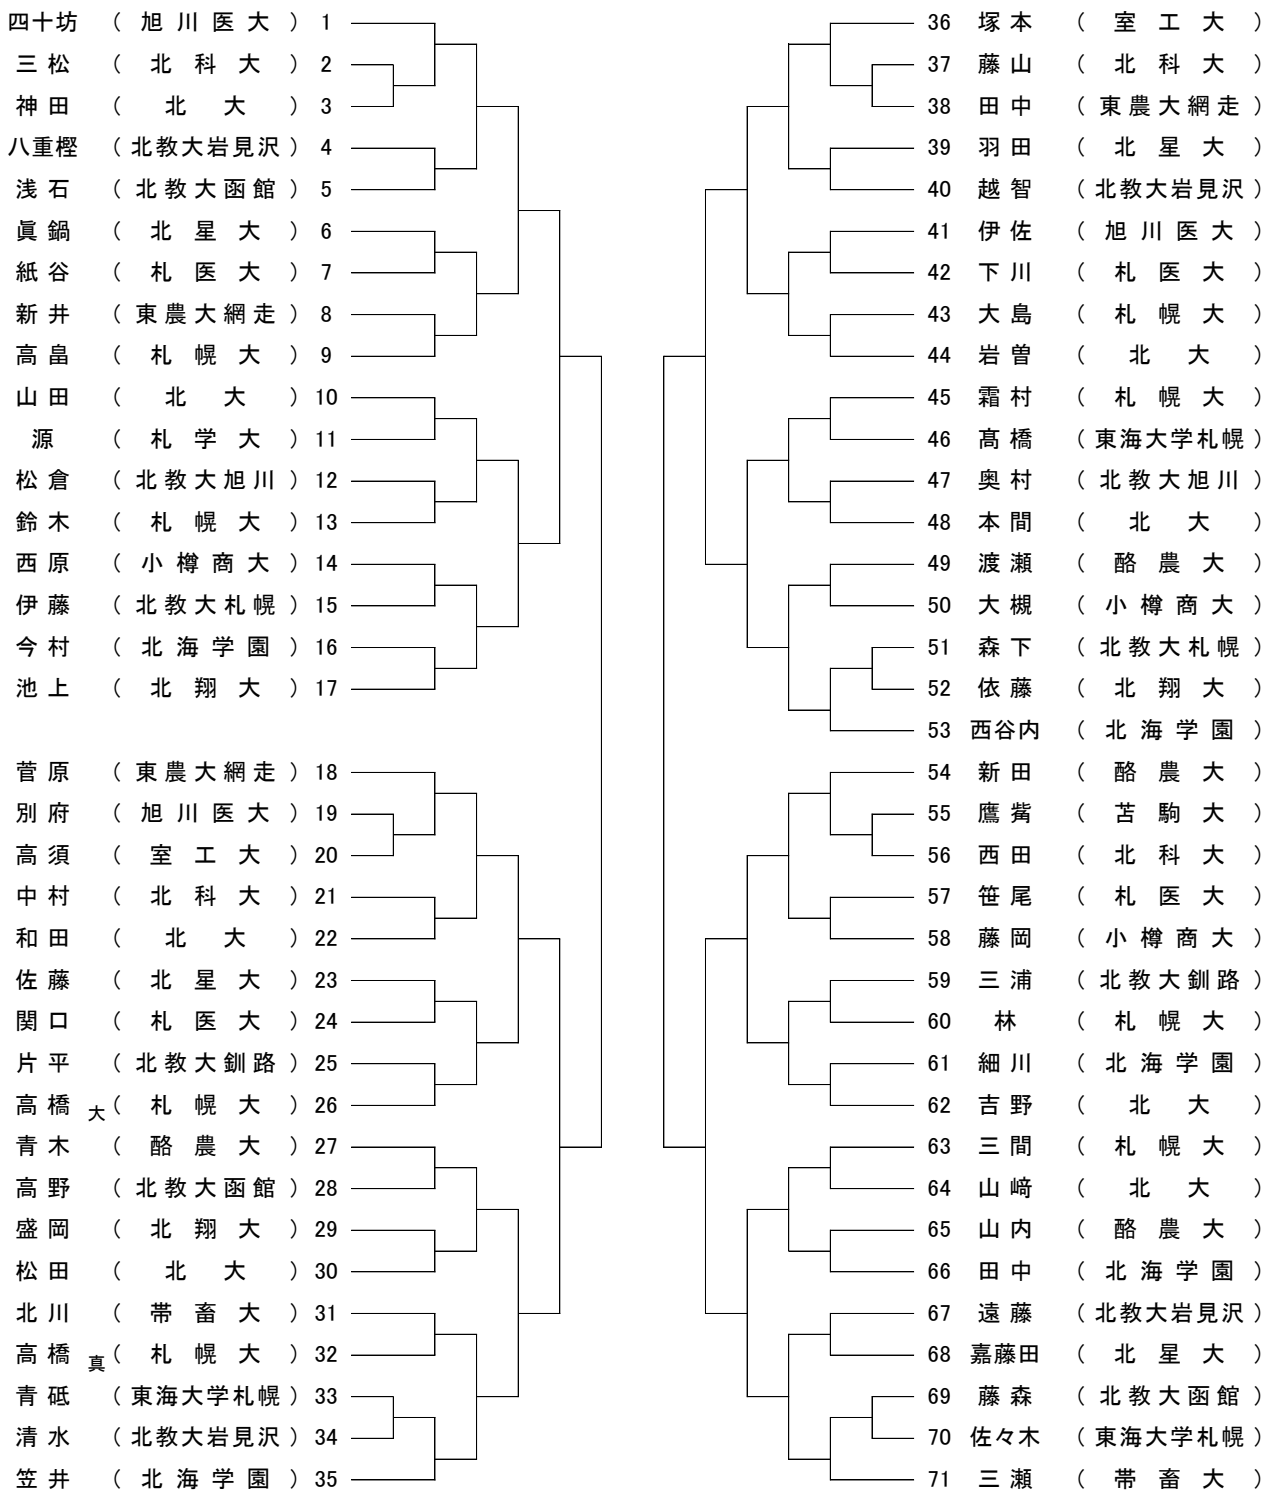 四十坊 （ 旭川医大 ） 1
三松 （ 北科大 ） 2
神田 （ 北大 ） 3
八重樫 （ 北教大岩見沢 ） 4
浅石 （ 北教大函館 ） 5
眞鍋 （ 北星大 ） 6
紙谷 （ 札医大 ） 7
新井 （ 東農大網走 ） 8
高畠 （ 札幌大 ） 9
山田 （ 北大 ） 10
源 （ 札学大 ） 11
松倉 （ 北教大旭川 ） 12
鈴木 （ 札幌大 ） 13
西原 （ 小樽商大 ） 14
伊藤 （ 北教大札幌 ） 15
今村 （ 北海学園 ） 16
池上 （ 北翔大 ） 17
菅原 （ 東農大網走 ） 18
別府 （ 旭川医大 ） 19
高須 （ 室工大 ） 20
中村 （ 北科大 ） 21
和田 （ 北大 ） 22
佐藤 （ 北星大 ） 23
関口 （ 札医大 ） 24
片平 （ 北教大釧路 ） 25
高橋大 （ 札幌大 ） 26
青木 （ 酪農大 ） 27
高野 （ 北教大函館 ） 28
盛岡 （ 北翔大 ） 29
松田 （ 北大 ） 30
北川 （ 帯畜大 ） 31
高橋真 （ 札幌大 ） 32
青砥 （ 東海大学札幌 ） 33
清水 （ 北教大岩見沢 ） 34
笠井 （ 北海学園 ） 35
36 塚本 （ 室工大 ）
37 藤山 （ 北科大 ）
38 田中 （ 東農大網走 ）
39 羽田 （ 北星大 ）
40 越智 （ 北教大岩見沢 ）
41 伊佐 （ 旭川医大 ）
42 下川 （ 札医大 ）
43 大島 （ 札幌大 ）
44 岩曽 （ 北大 ）
45 霜村 （ 札幌大 ）
46 髙橋 （ 東海大学札幌 ）
47 奥村 （ 北教大旭川 ）
48 本間 （ 北大 ）
49 渡瀬 （ 酪農大 ）
50 大槻 （ 小樽商大 ）
51 森下 （ 北教大札幌 ）
52 依藤 （ 北翔大 ）
53 西谷内 （ 北海学園 ）
54 新田 （ 酪農大 ）
55 鷹觜 （ 苫駒大 ）
56 西田 （ 北科大 ）
57 笹尾 （ 札医大 ）
58 藤岡 （ 小樽商大 ）
59 三浦 （ 北教大釧路 ）
60 林 （ 札幌大 ）
61 細川 （ 北海学園 ）
62 吉野 （ 北大 ）
63 三間 （ 札幌大 ）
64 山﨑 （ 北大 ）
65 山内 （ 酪農大 ）
66 田中 （ 北海学園 ）
67 遠藤 （ 北教大岩見沢 ）
68 嘉藤田 （ 北星大 ）
69 藤森 （ 北教大函館 ）
70 佐々木 （ 東海大学札幌 ）
71 三瀬 （ 帯畜大 ）